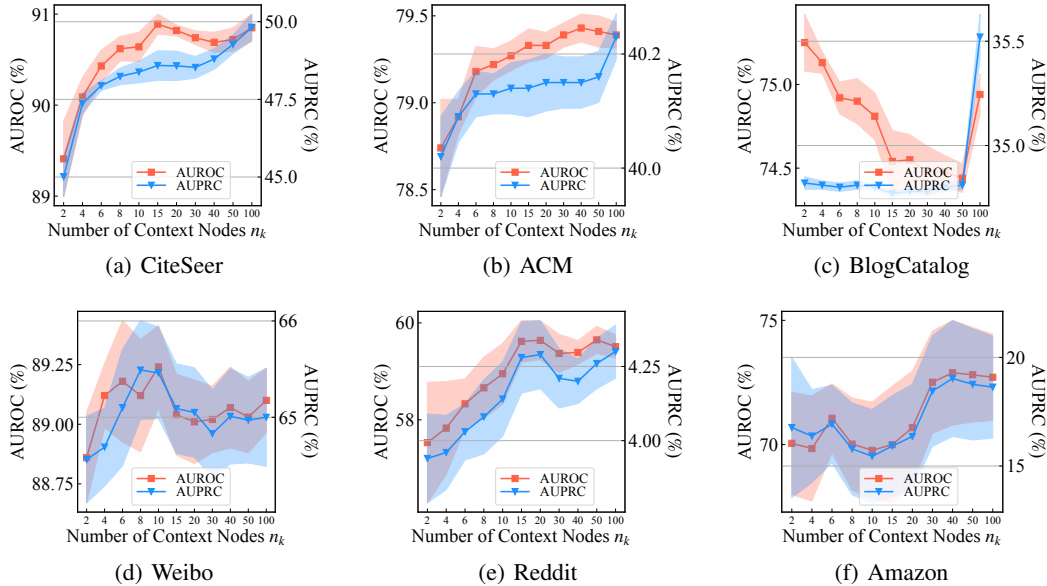 91
90
89
AUROC (%)
50.0
47.5
45.0
AUPRC (%)
AUROC
AUPRC
2 4 6 8 10 15 20 30 40 50 100
Number of Context Nodes n_k
(a) CiteSeer
79.5
79.0
78.5
AUROC (%)
40.2
40.0
AUPRC (%)
AUROC
AUPRC
2 4 6 8 10 15 20 30 40 50 100
Number of Context Nodes n_k
(b) ACM
75.0
74.5
AUROC (%)
35.5
35.0
AUPRC (%)
AUROC
AUPRC
2 4 6 8 10 15 20 30 40 50 100
Number of Context Nodes n_k
(c) BlogCatalog
89.25
89.00
88.75
AUROC (%)
66
65
AUPRC (%)
AUROC
AUPRC
2 4 6 8 10 15 20 30 40 50 100
Number of Context Nodes n_k
(d) Weibo
60
58
AUROC (%)
4.25
4.00
AUPRC (%)
AUROC
AUPRC
2 4 6 8 10 15 20 30 40 50 100
Number of Context Nodes n_k
(e) Reddit
75
70
AUROC (%)
20
15
AUPRC (%)
AUROC
AUPRC
2 4 6 8 10 15 20 30 40 50 100
Number of Context Nodes n_k
(f) Amazon